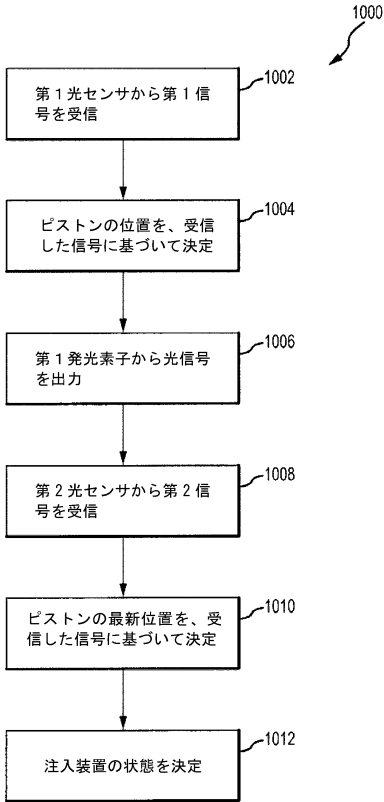 1000
第1光センサから第1信
号を受信
1002
ピストンの位置を、受信
した信号に基づいて決定
1004
第1発光素子から光信号
を出力
1006
第2光センサから第2信
号を受信
1008
ピストンの最新位置を、受
信した信号に基づいて決定
1010
注入装置の状態を決定
1012